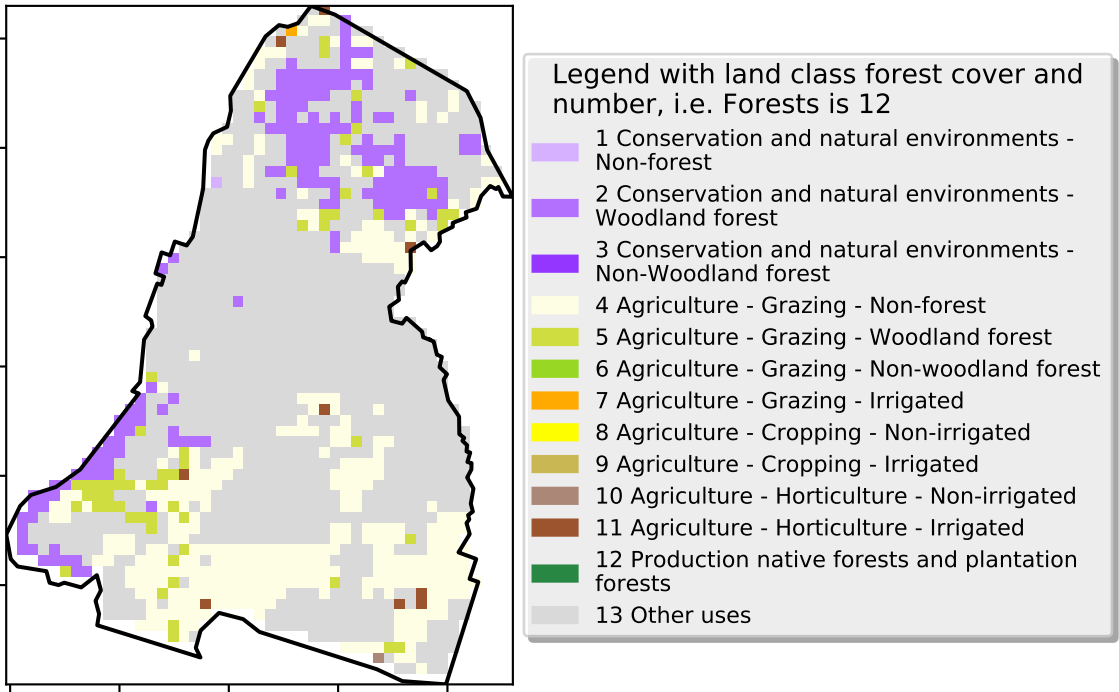 Legend with land class forest cover and
number, i.e. Forests is 12
1 Conservation and natural environments -
Non-forest
2 Conservation and natural environments -
Woodland forest
3 Conservation and natural environments -
Non-Woodland forest
4 Agriculture - Grazing - Non-forest
5 Agriculture - Grazing - Woodland forest
6 Agriculture - Grazing - Non-woodland forest
7 Agriculture - Grazing - Irrigated
8 Agriculture - Cropping - Non-irrigated
9 Agriculture - Cropping - Irrigated
10 Agriculture - Horticulture - Non-irrigated
11 Agriculture - Horticulture - Irrigated
12 Production native forests and plantation
forests
13 Other uses